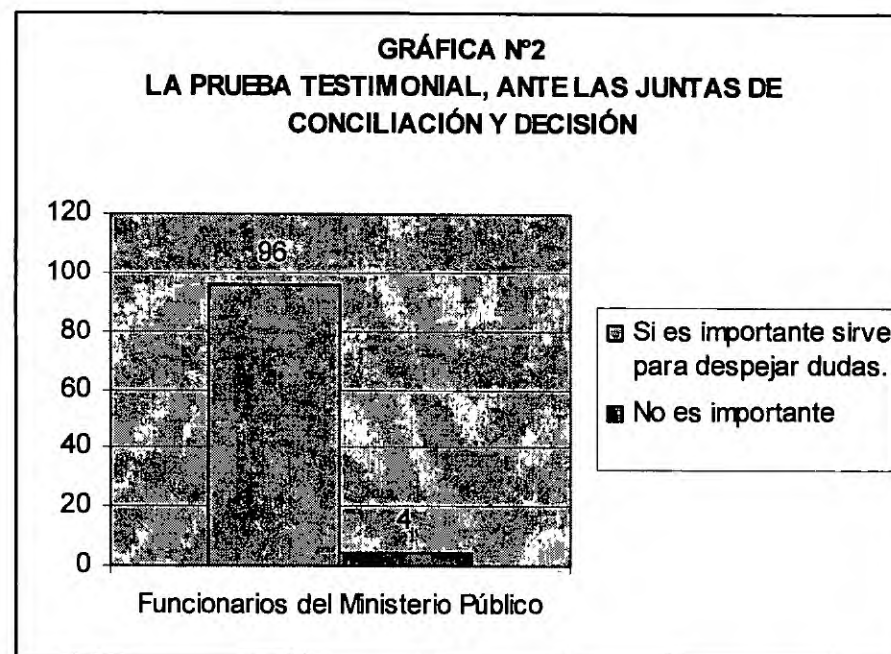 GRÁFICA Nº2
LA PRUEBA TESTIMONIAL, ANTE LAS JUNTAS DE
CONCILIACIÓN Y DECISIÓN
120
100
80
60
40
20
0
96
4
Funcionarios del Ministerio Público
Si es importante sirve
para despejar dudas.
No es importante